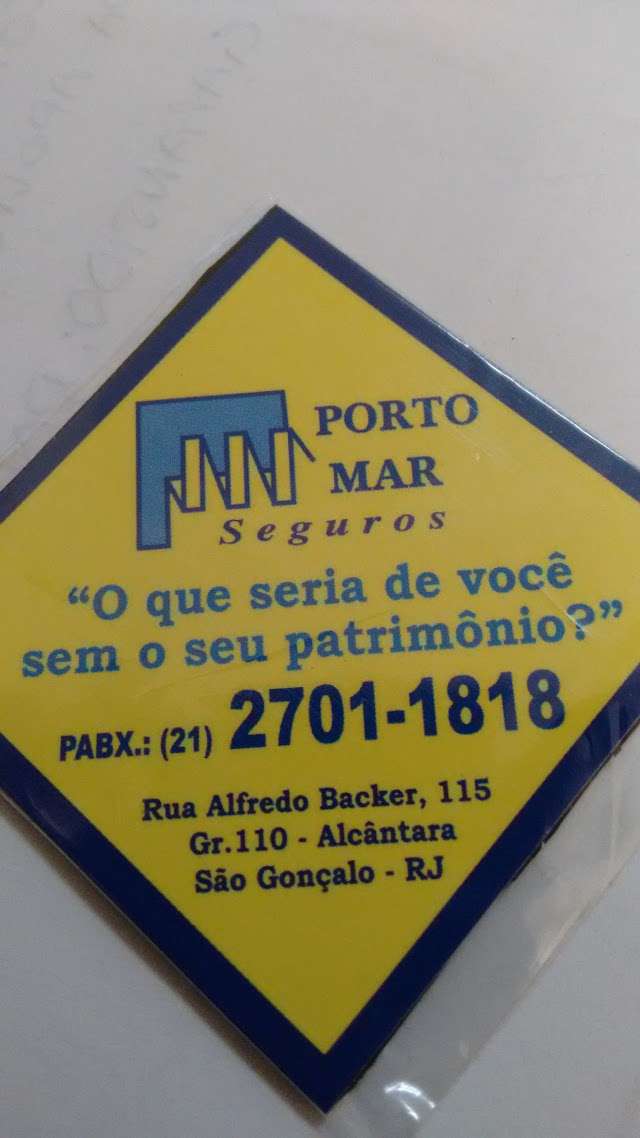 PORTO
MAR
Seguros
“O que seria de você
sem o seu patrimônio?”
PABX.: (21) 2701-1818
Rua Alfredo Backer, 115
Gr.110 - Alcântara
São Gonçalo - RJ